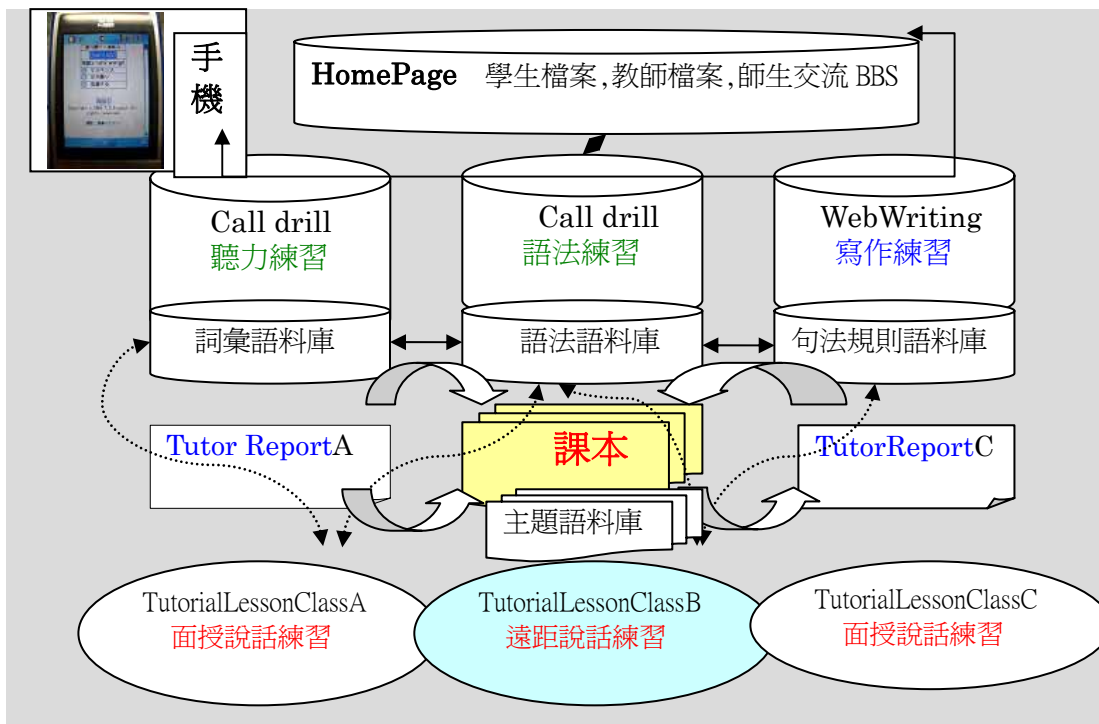 手
機
HomePage 學生檔案,教師檔案,師生交流 BBS
Call drill
聽力練習
Call drill
語法練習
WebWriting
寫作練習
詞彙語料庫
語法語料庫
句法規則語料庫
Tutor ReportA
課本
TutorReportC
主題語料庫
TutorialLessonClassA
面授說話練習
TutorialLessonClassB
遠距說話練習
TutorialLessonClassC
面授說話練習